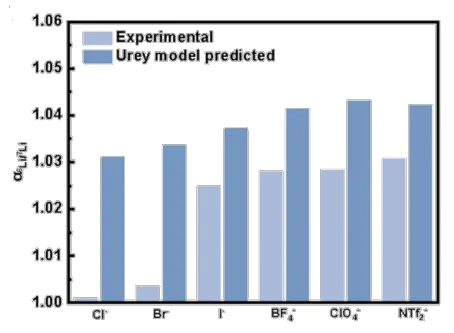 Experimental
Urey model predicted
1.06
1.05
1.04
1.03
1.02
1.01
1.00
α⁶Li/⁷Li
Cl⁻ Br⁻ I⁻ BF₄⁻ ClO₄⁻ NTf₂⁻